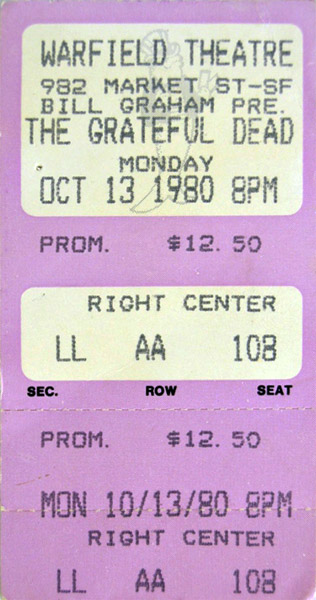 WARFIELD THEATRE
982 MARKET ST-SF
BILL GRAHAM PRE.
THE GRATEFUL DEAD
MONDAY
OCT 13 1980 8PM
PROM. $12.50
RIGHT CENTER
LL AA 108
SEC. ROW SEAT
PROM. $12.50
MON 10/13/80 8PM
RIGHT CENTER
LL AA 108